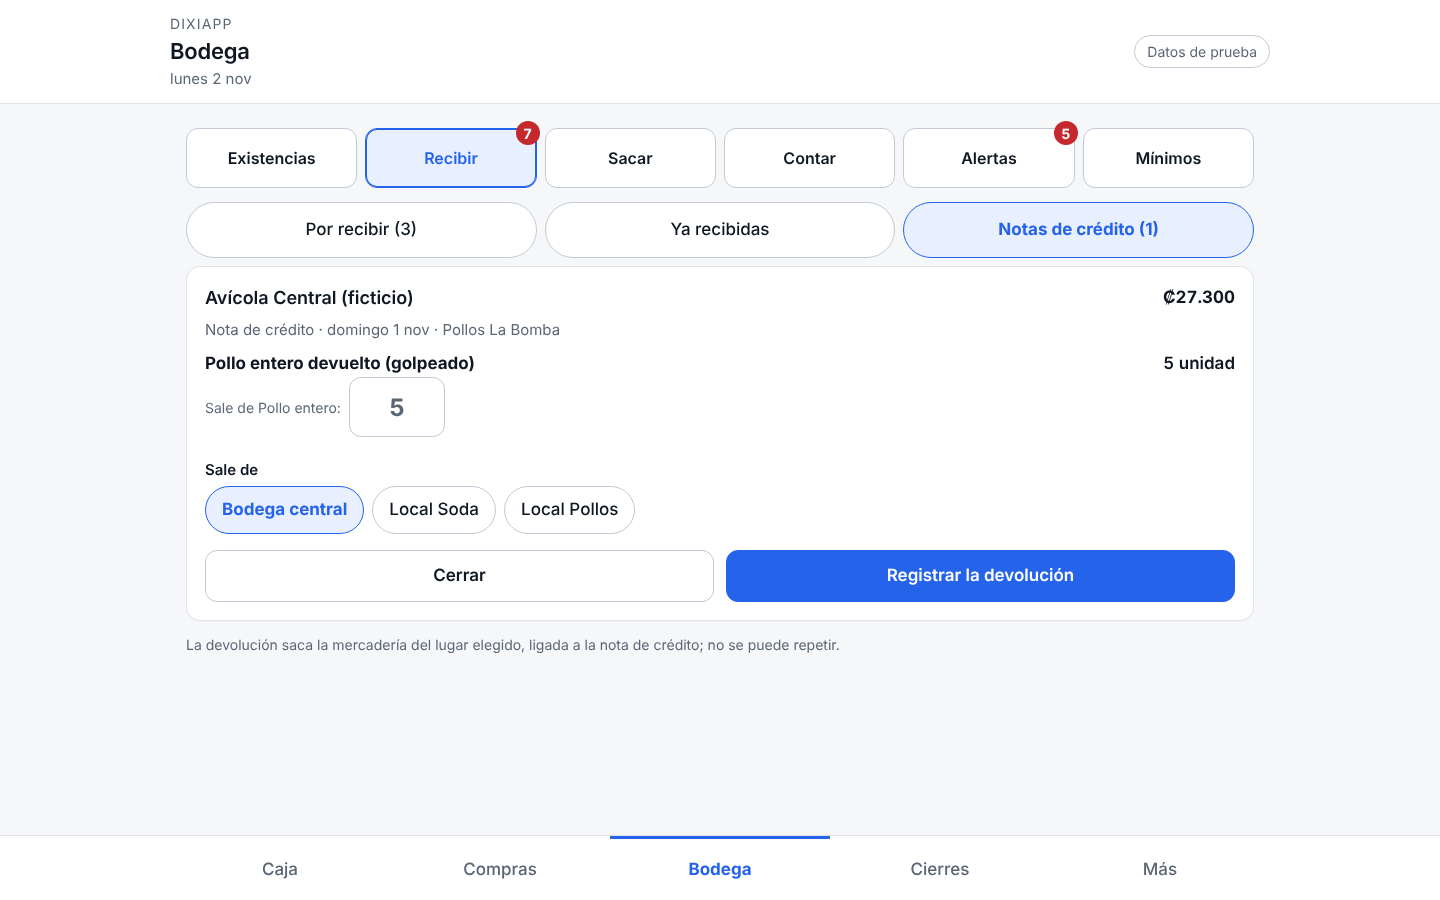 DIXIAPP
Bodega
lunes 2 nov
Datos de prueba
Existencias
Recibir
7
Sacar
Contar
Alertas
5
Mínimos
Por recibir (3)
Ya recibidas
Notas de crédito (1)
Avícola Central (ficticio)
₡27.300
Nota de crédito · domingo 1 nov · Pollos La Bomba
Pollo entero devuelto (golpeado)
5 unidad
Sale de Pollo entero:
5
Sale de
Bodega central
Local Soda
Local Pollos
Cerrar
Registrar la devolución
La devolución saca la mercadería del lugar elegido, ligada a la nota de crédito; no se puede repetir.
Caja
Compras
Bodega
Cierres
Más